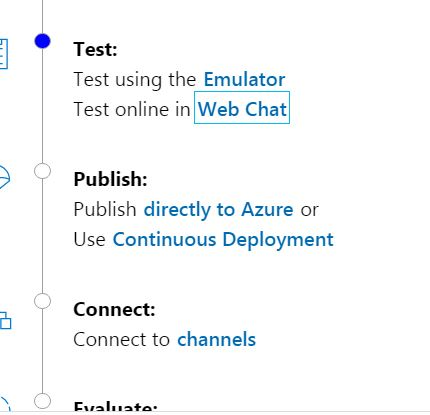 Test:
Test using the Emulator
Test online in Web Chat
Publish:
Publish directly to Azure or
Use Continuous Deployment
Connect:
Connect to channels
Evaluate: